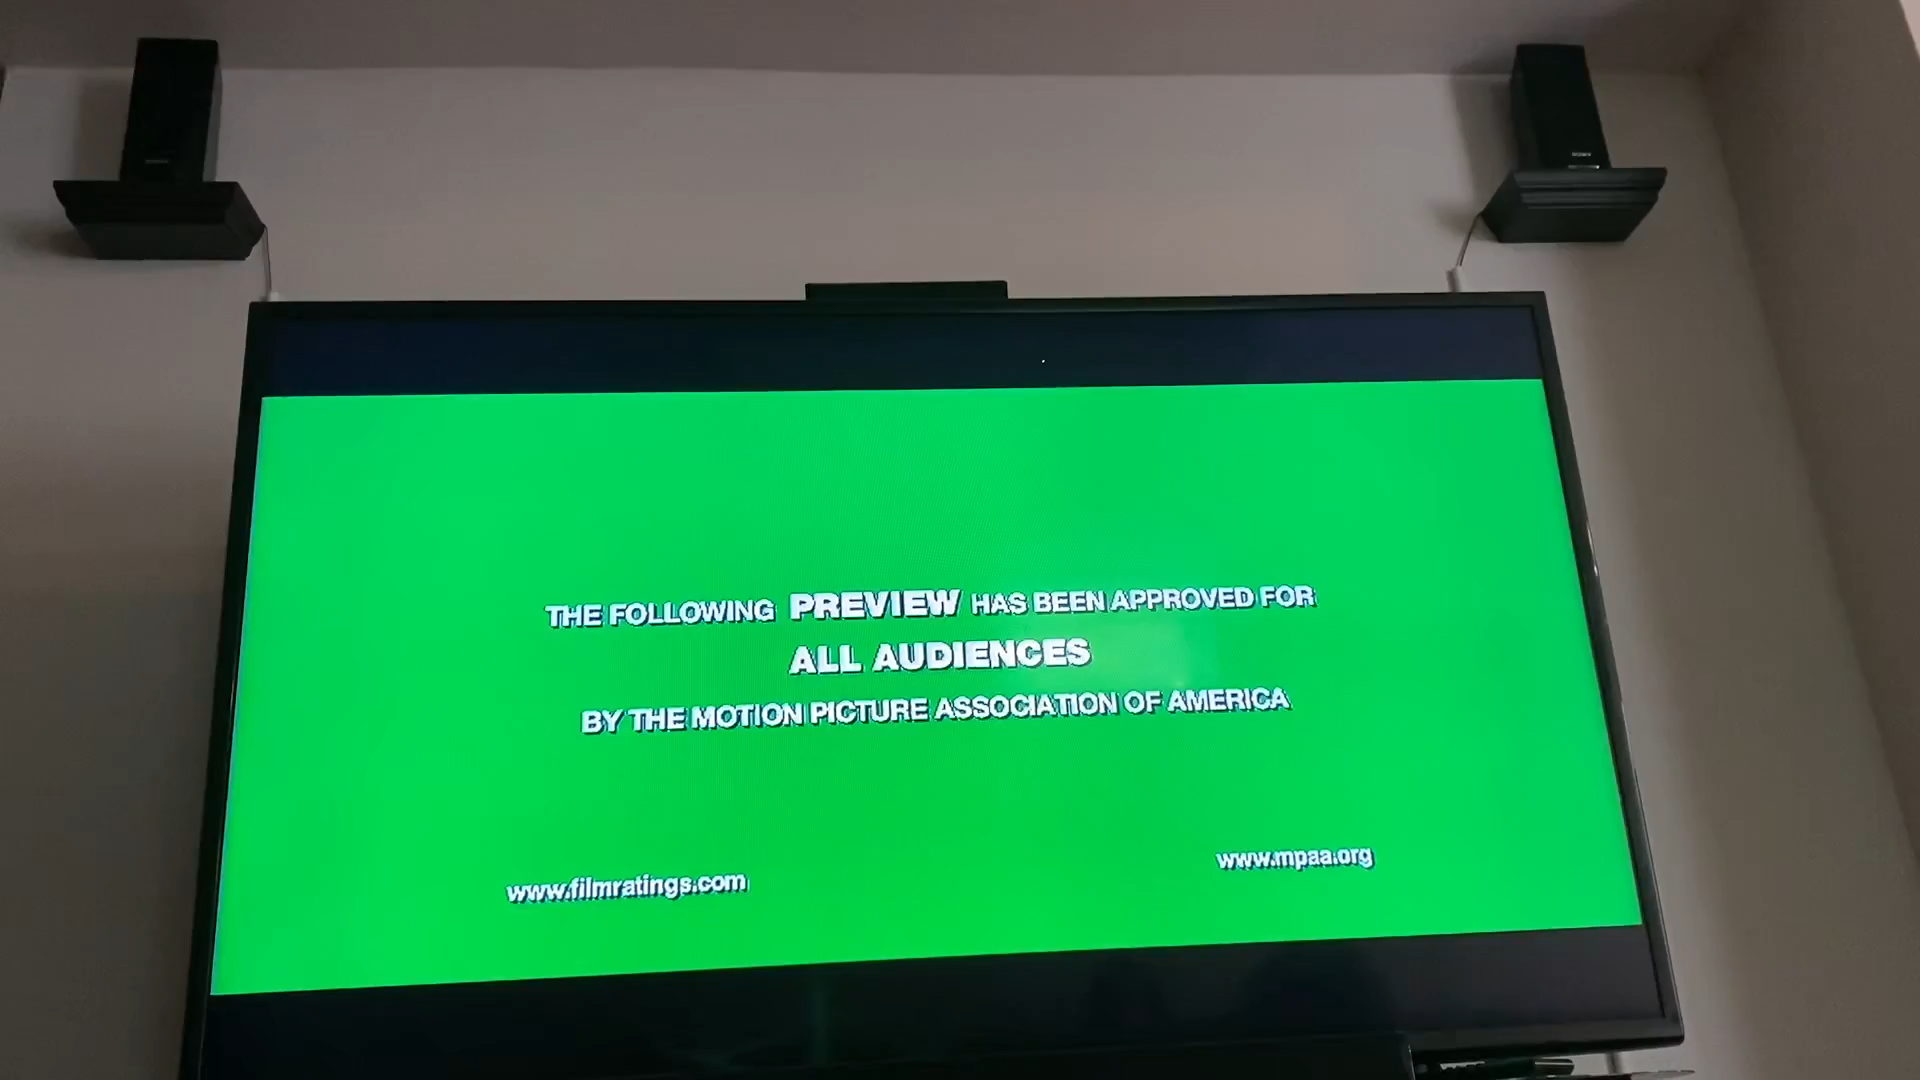 SONY
THE FOLLOWING PREVIEW HAS BEEN APPROVED FOR
ALL AUDIENCES
BY THE MOTION PICTURE ASSOCIATION OF AMERICA
www.filmratings.com
www.mpaa.org